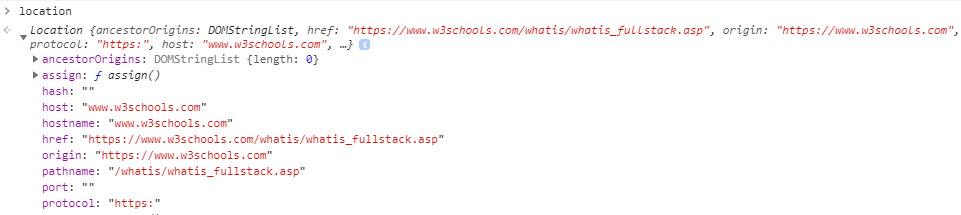 location
Location {ancestorOrigins: DOMStringList, href: "https://www.w3schools.com/whatis/whatis_fullstack.asp", origin: "https://www.w3schools.com",
protocol: "https:", host: "www.w3schools.com", …}
ancestorOrigins: DOMStringList {length: 0}
assign: ƒ assign()
hash: ""
host: "www.w3schools.com"
hostname: "www.w3schools.com"
href: "https://www.w3schools.com/whatis/whatis_fullstack.asp"
origin: "https://www.w3schools.com"
pathname: "/whatis/whatis_fullstack.asp"
port: ""
protocol: "https:"